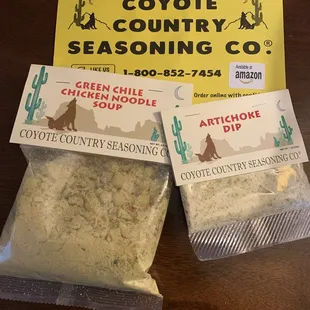 COYOTE
COUNTRY
SEASONING CO.®
LIKE US
1-800-852-7454
Available at
amazon
Order online with
GREEN CHILE
CHICKEN NOODLE
SOUP
COYOTE COUNTRY SEASONING CO.
ARTICHOKE
DIP
COYOTE COUNTRY SEASONING CO.